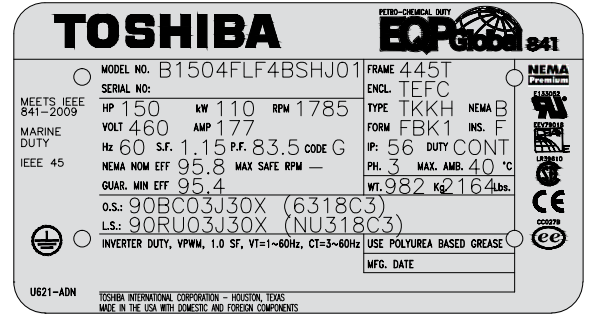 TOSHIBA
PETRO-CHEMICAL DUTY
EQP Global 841
MODEL NO. B1504FLF4BSHJ01 FRAME 445T
SERIAL NO: ENCL. TEFC
HP 150 kW 110 RPM 1785 TYPE TKKH NEMA B
VOLT 460 AMP 177 FORM FBK1 INS. F
Hz 60 S.F. 1.15 P.F. 83.5 CODE G IP: 56 DUTY CONT
NEMA NOM EFF 95.8 MAX SAFE RPM — PH. 3 MAX. AMB. 40 °C
GUAR. MIN EFF 95.4 WT. 982 Kg 2164 Lbs.
O.S.: 90BC03J30X (6318C3)
L.S.: 90RU03J30X (NU318C3)
INVERTER DUTY, VPWM, 1.0 SF, VT=1~60Hz, CT=3~60Hz USE POLYUREA BASED GREASE
MFG. DATE
MEETS IEEE
841-2009
MARINE
DUTY
IEEE 45
NEMA
Premium
E133052
LR39610
CE
CC027B
ee
U621-ADN
TOSHIBA INTERNATIONAL CORPORATION - HOUSTON, TEXAS
MADE IN THE USA WITH DOMESTIC AND FOREIGN COMPONENTS